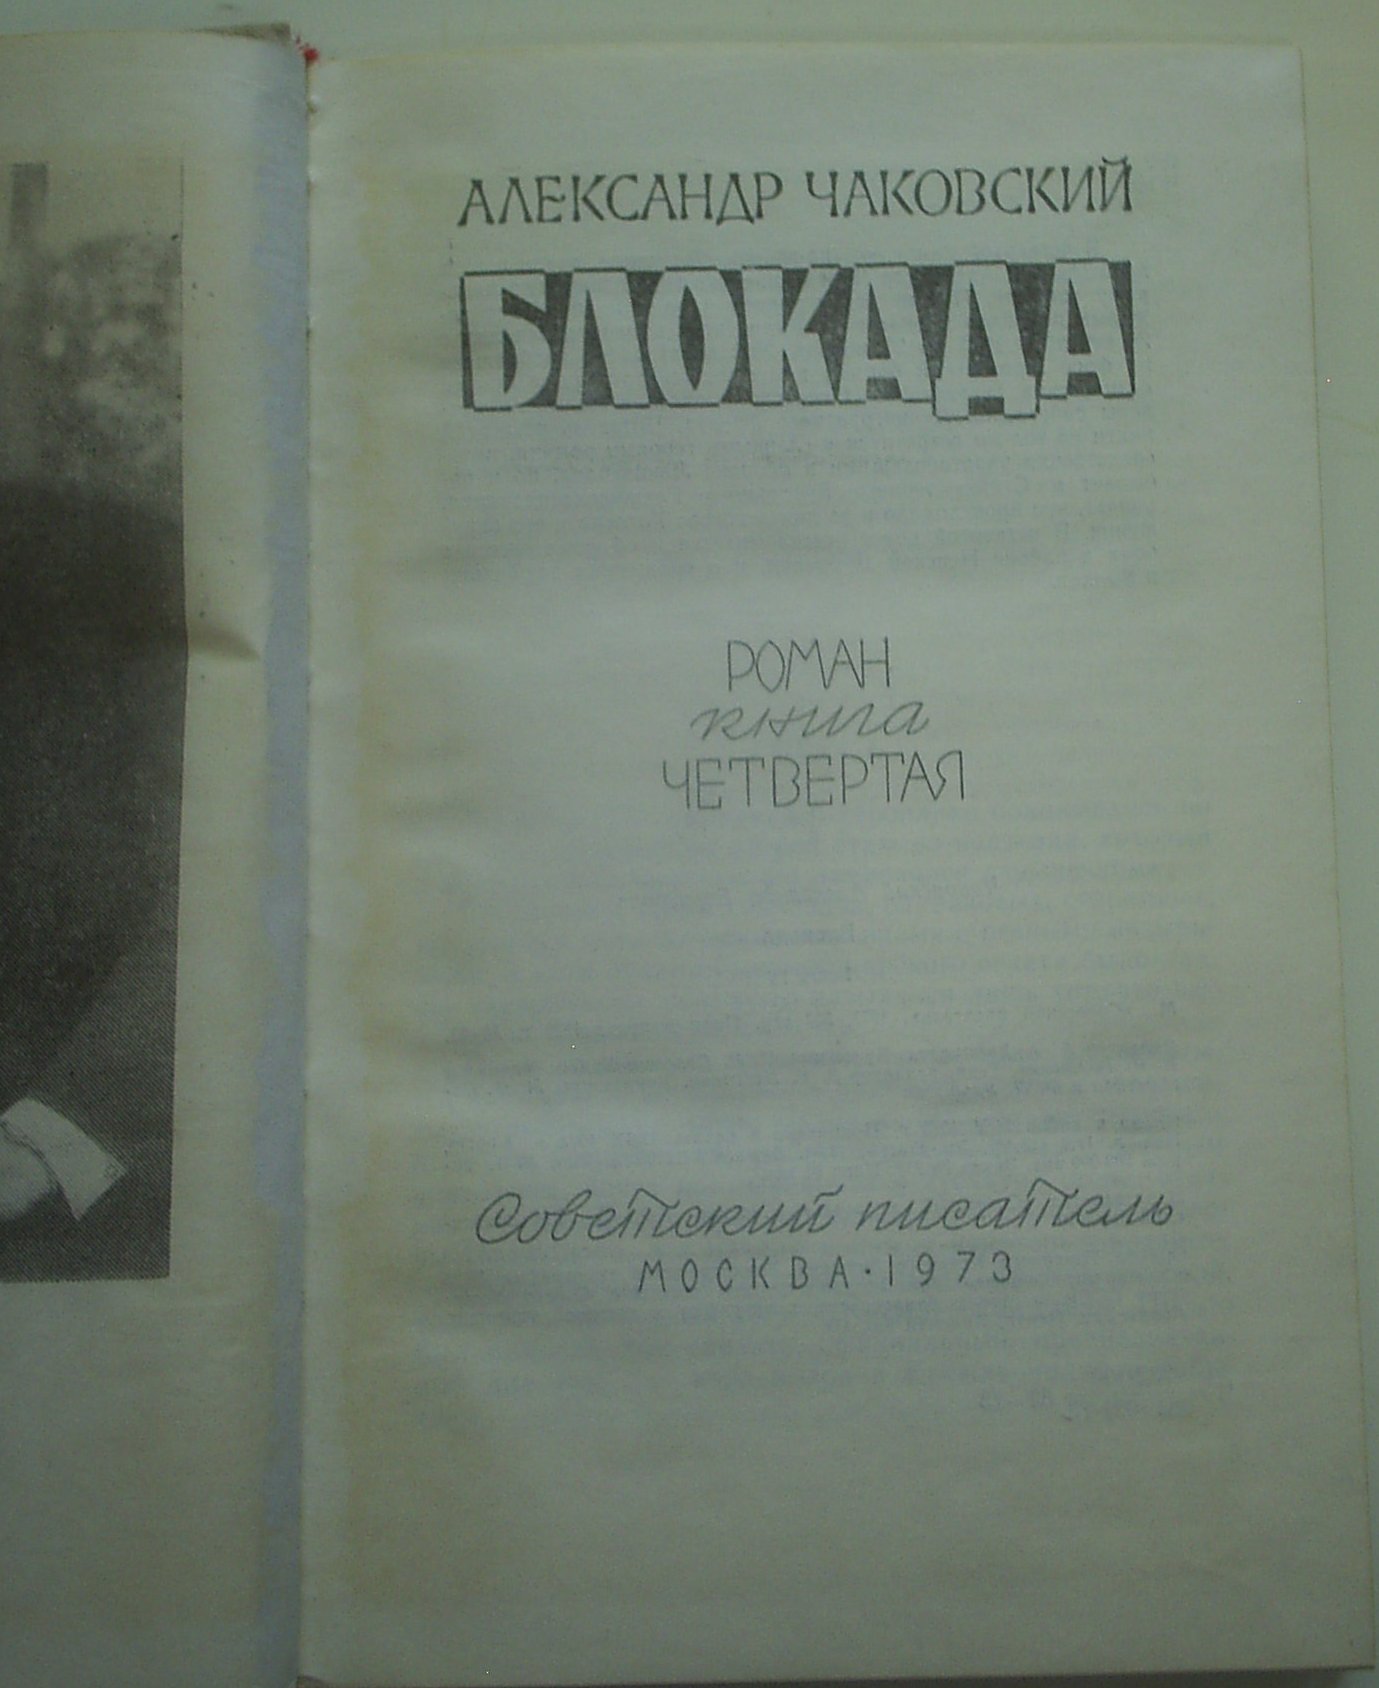 АЛЕКСАНДР ЧАКОВСКИЙ
БЛОКАДА
РОМАН
книга
ЧЕТВЕРТАЯ
Советский писатель
МОСКВА·1973